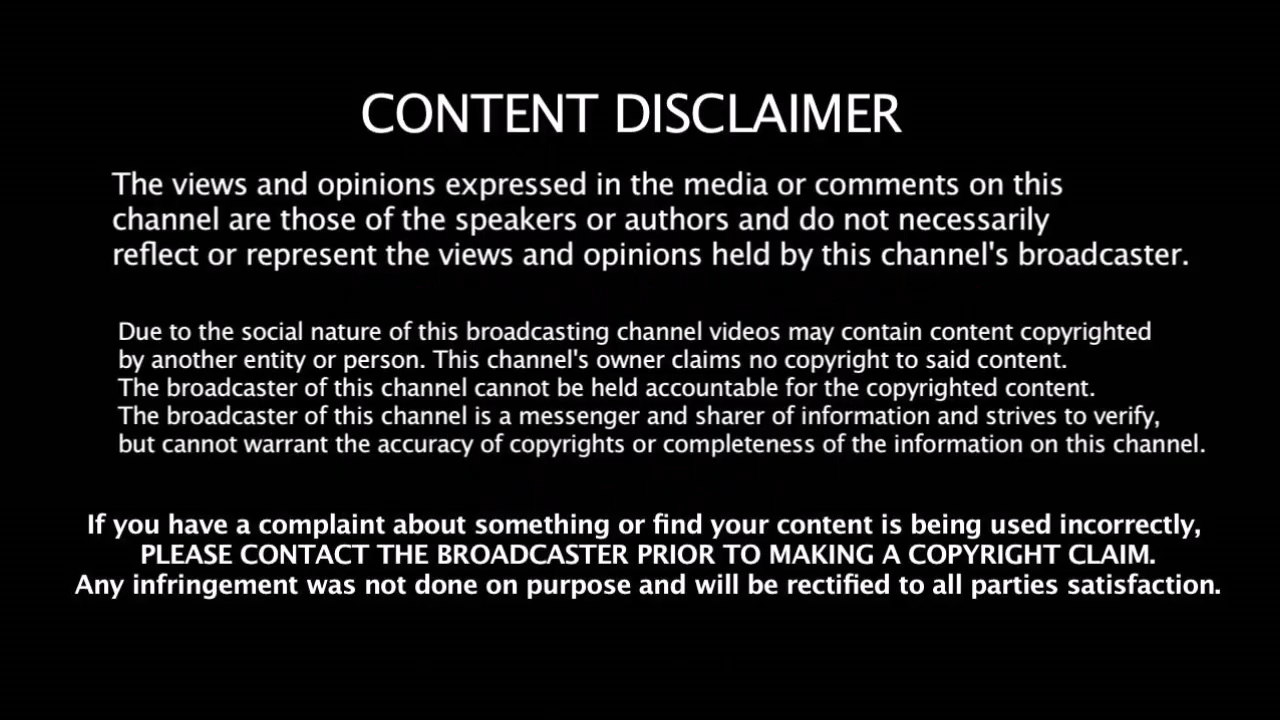 CONTENT DISCLAIMER
The views and opinions expressed in the media or comments on this
channel are those of the speakers or authors and do not necessarily
reflect or represent the views and opinions held by this channel's broadcaster.
Due to the social nature of this broadcasting channel videos may contain content copyrighted
by another entity or person. This channel's owner claims no copyright to said content.
The broadcaster of this channel cannot be held accountable for the copyrighted content.
The broadcaster of this channel is a messenger and sharer of information and strives to verify,
but cannot warrant the accuracy of copyrights or completeness of the information on this channel.
If you have a complaint about something or find your content is being used incorrectly,
PLEASE CONTACT THE BROADCASTER PRIOR TO MAKING A COPYRIGHT CLAIM.
Any infringement was not done on purpose and will be rectified to all parties satisfaction.